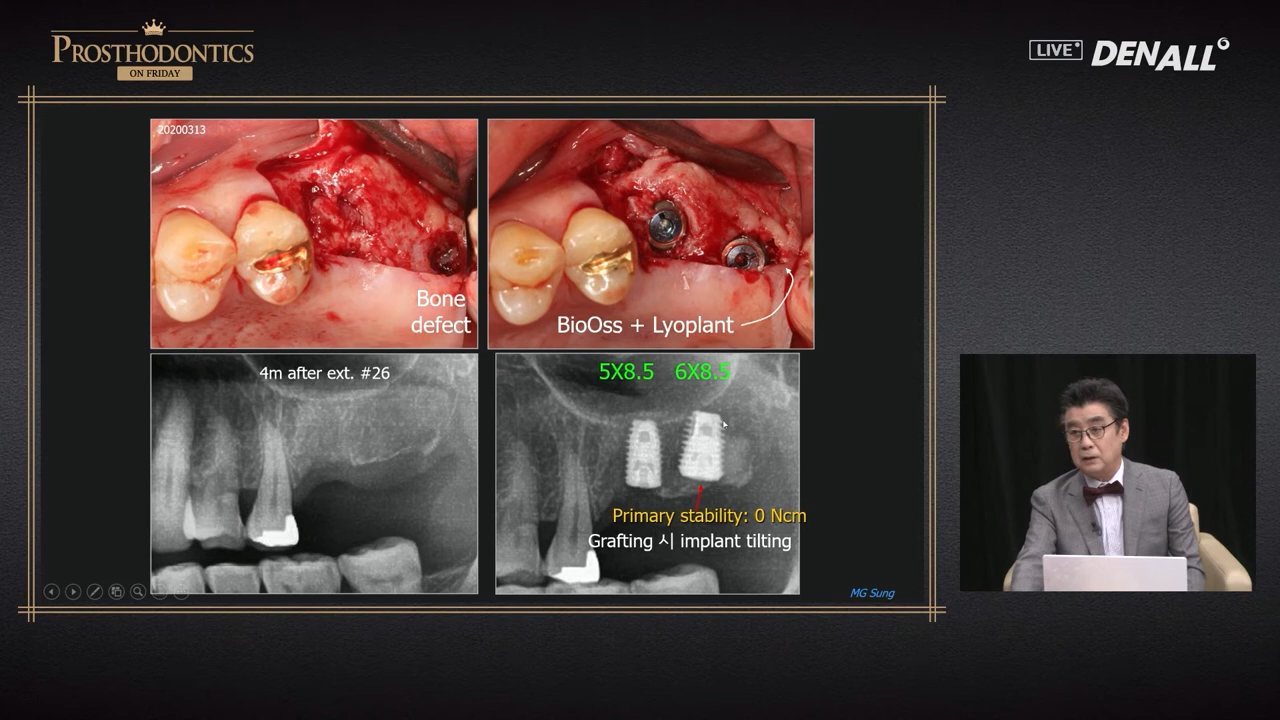 PROSTHODONTICS
ON FRIDAY
LIVE
DENALL
20200313
Bone
defect
BioOss + Lyoplant
4m after ext. #26
5X8.5 6X8.5
Primary stability: 0 Ncm
Grafting 시 implant tilting
MG Sung